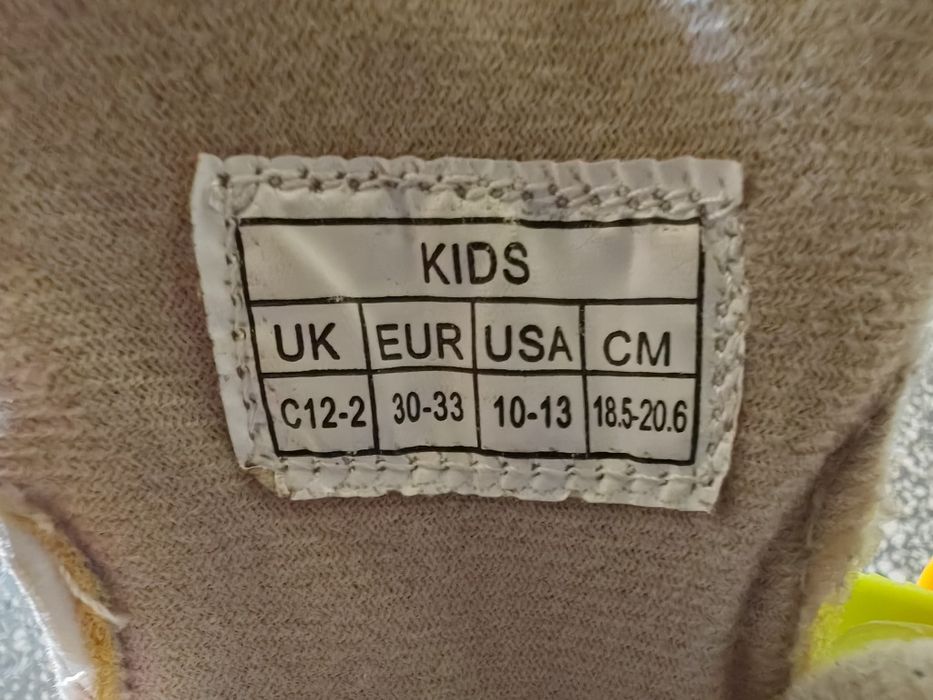 KIDS
UK EUR USA CM
C12-2 30-33 10-13 18.5-20.6